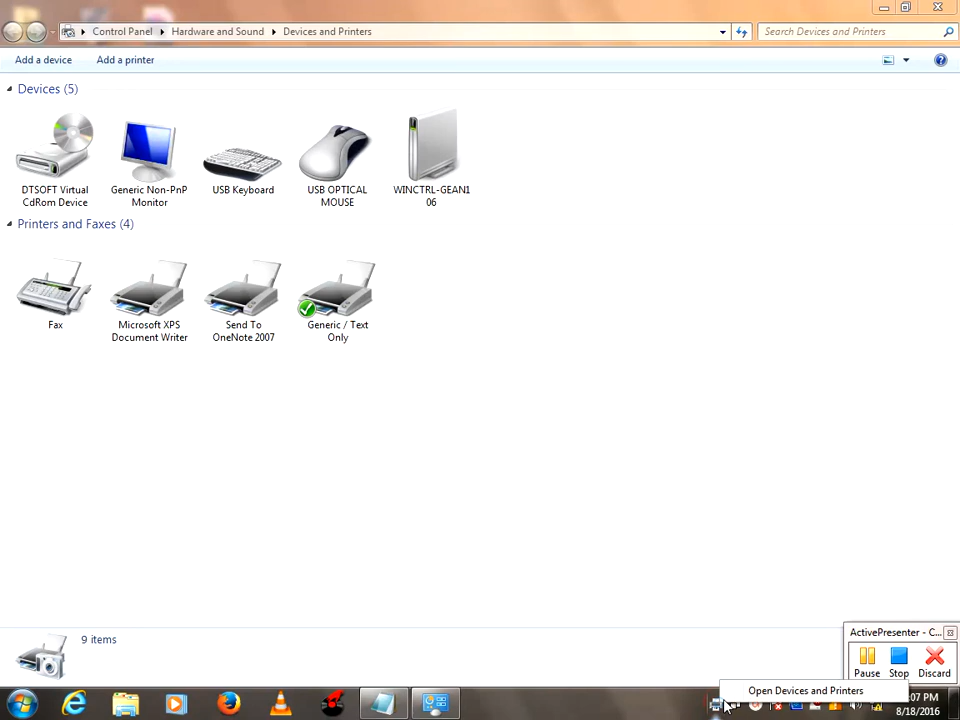 Control Panel Hardware and Sound Devices and Printers
Search Devices and Printers
Add a device Add a printer
Devices (5)
DTSOFT Virtual
CdRom Device
Generic Non-PnP
Monitor
USB Keyboard
USB OPTICAL
MOUSE
WINCTRL-GEAN1
06
Printers and Faxes (4)
Fax
Microsoft XPS
Document Writer
Send To
OneNote 2007
Generic / Text
Only
9 items
ActivePresenter - C...
Pause Stop Discard
Open Devices and Printers
:07 PM
8/18/2016